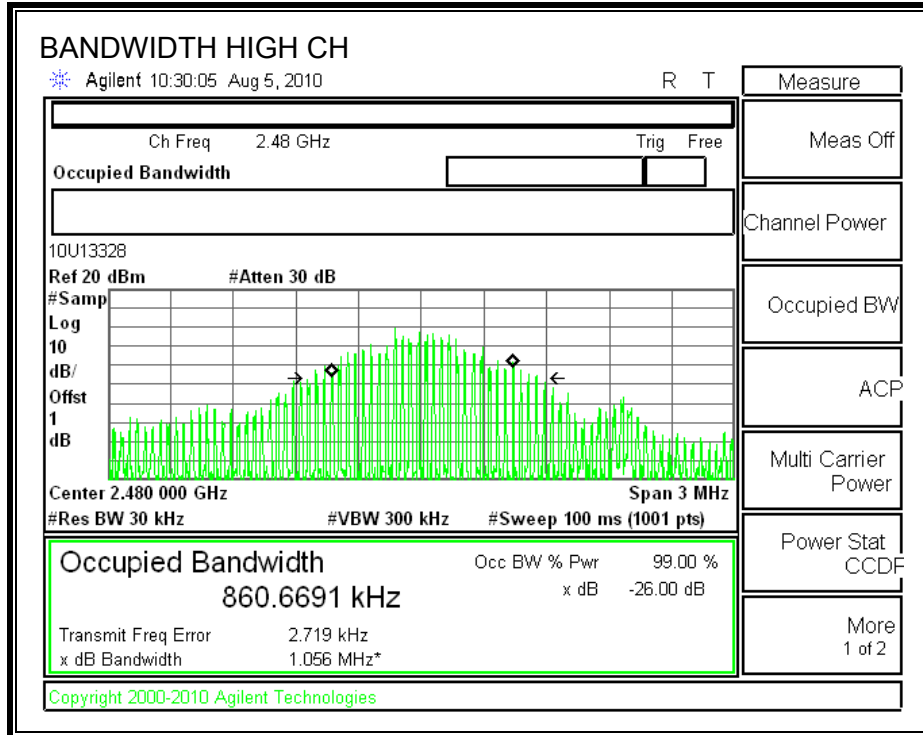 BANDWIDTH HIGH CH
Agilent 10:30:05 Aug 5, 2010 R T
Ch Freq 2.48 GHz Trig Free
Occupied Bandwidth
10U13328
Ref 20 dBm #Atten 30 dB
#Samp
Log
10
dB/
Offst
1
dB
Center 2.480 000 GHz Span 3 MHz
#Res BW 30 kHz #VBW 300 kHz #Sweep 100 ms (1001 pts)
Occupied Bandwidth Occ BW % Pwr 99.00 %
860.6691 kHz x dB -26.00 dB
Transmit Freq Error 2.719 kHz
x dB Bandwidth 1.056 MHz*
Copyright 2000-2010 Agilent Technologies
Measure
Meas Off
Channel Power
Occupied BW
ACP
Multi Carrier
Power
Power Stat
CCDF
More
1 of 2